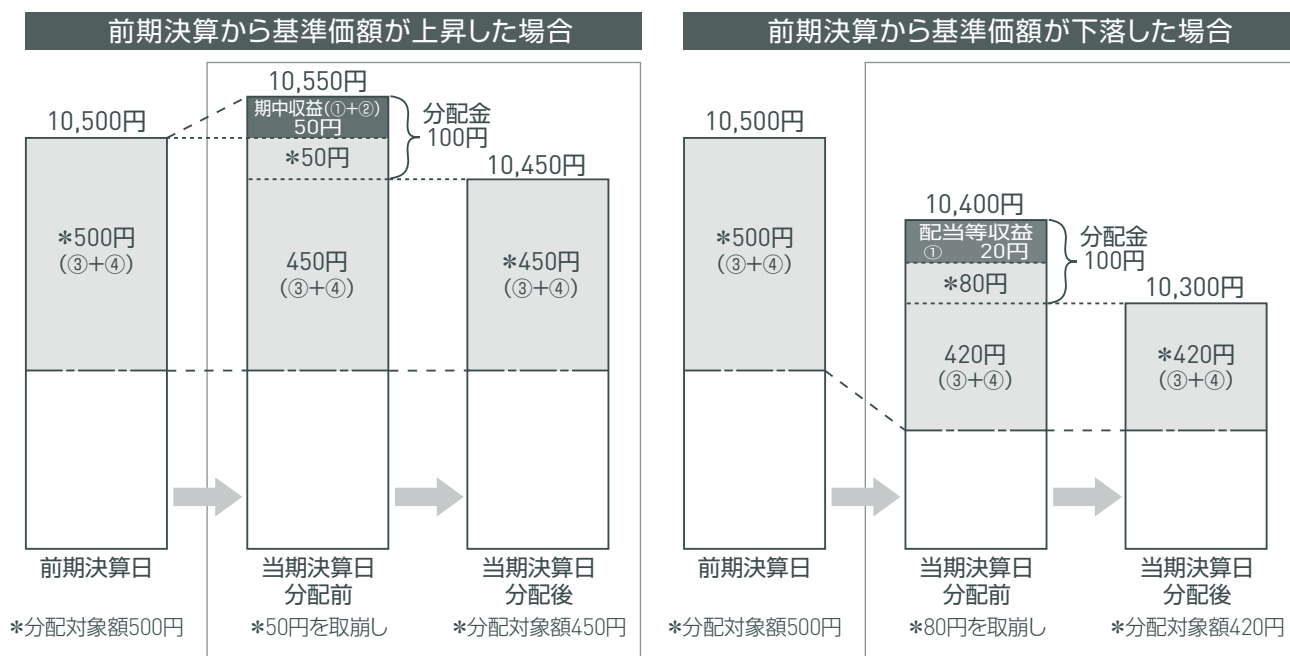 前期決算から基準価額が上昇した場合
10,500円
＊500円
(③＋④)
前期決算日
＊分配対象額500円
10,550円
期中収益(①＋②)
50円
＊50円
450円
(③＋④)
分配金
100円
当期決算日
分配前
＊50円を取崩し
10,450円
＊450円
(③＋④)
当期決算日
分配後
＊分配対象額450円
前期決算から基準価額が下落した場合
10,500円
＊500円
(③＋④)
前期決算日
＊分配対象額500円
10,400円
配当等収益
① 20円
＊80円
420円
(③＋④)
分配金
100円
当期決算日
分配前
＊80円を取崩し
10,300円
＊420円
(③＋④)
当期決算日
分配後
＊分配対象額420円